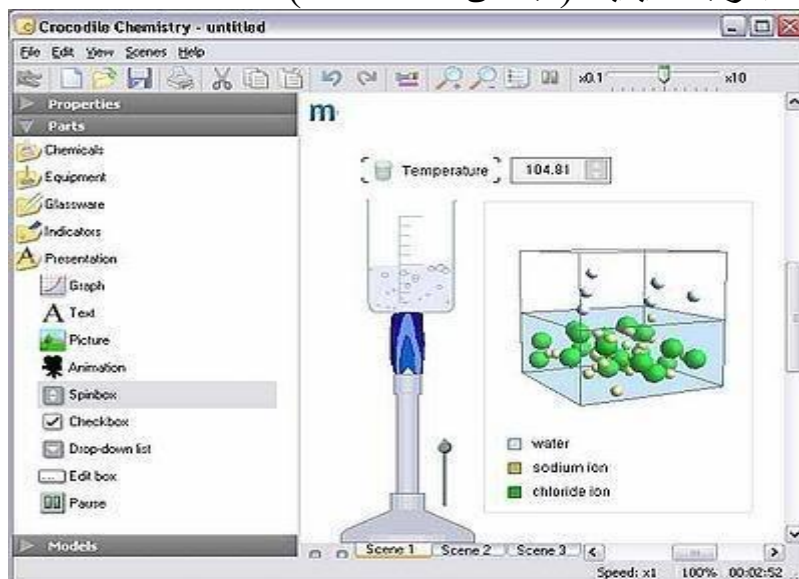 Crocodile Chemistry - untitled
File Edit View Scenes Help
x0.1 x10
Properties
Parts
Chemicals
Equipment
Glassware
Indicators
Presentation
Graph
Text
Picture
Animation
Spinbox
Checkbox
Drop-down list
Edit box
Pause
Models
m
Temperature 104.81
water
sodium ion
chloride ion
Scene 1 Scene 2 Scene 3
Speed: x1 100% 00:02:52